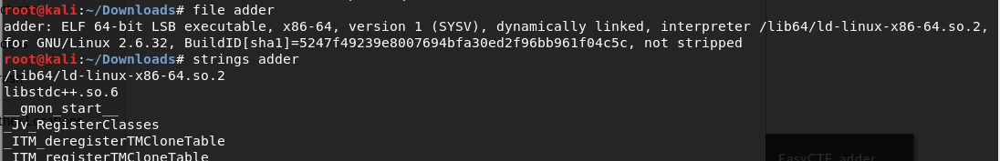 root@kali:~/Downloads# file adder
adder: ELF 64-bit LSB executable, x86-64, version 1 (SYSV), dynamically linked, interpreter /lib64/ld-linux-x86-64.so.2,
for GNU/Linux 2.6.32, BuildID[sha1]=5247f49239e8007694bfa30ed2f96bb961f04c5c, not stripped
root@kali:~/Downloads# strings adder
/lib64/ld-linux-x86-64.so.2
libstdc++.so.6
__gmon_start__
_Jv_RegisterClasses
_ITM_deregisterTMCloneTable
_ITM_registerTMCloneTable
EasyCTF adder